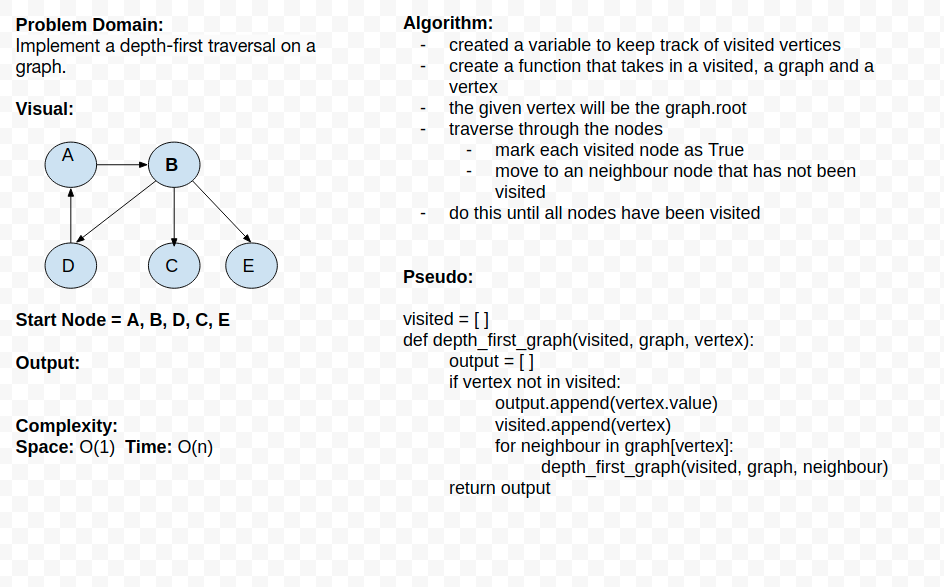 Problem Domain:
Implement a depth-first traversal on a
graph.
Visual:
A
B
D
C
E
Start Node = A, B, D, C, E
Output:
Complexity:
Space: O(1)  Time: O(n)
Algorithm:
- created a variable to keep track of visited vertices
- create a function that takes in a visited, a graph and a
vertex
- the given vertex will be the graph.root
- traverse through the nodes
- mark each visited node as True
- move to an neighbour node that has not been
visited
- do this until all nodes have been visited
Pseudo:
visited = [ ]
def depth_first_graph(visited, graph, vertex):
output = [ ]
if vertex not in visited:
output.append(vertex.value)
visited.append(vertex)
for neighbour in graph[vertex]:
depth_first_graph(visited, graph, neighbour)
return output